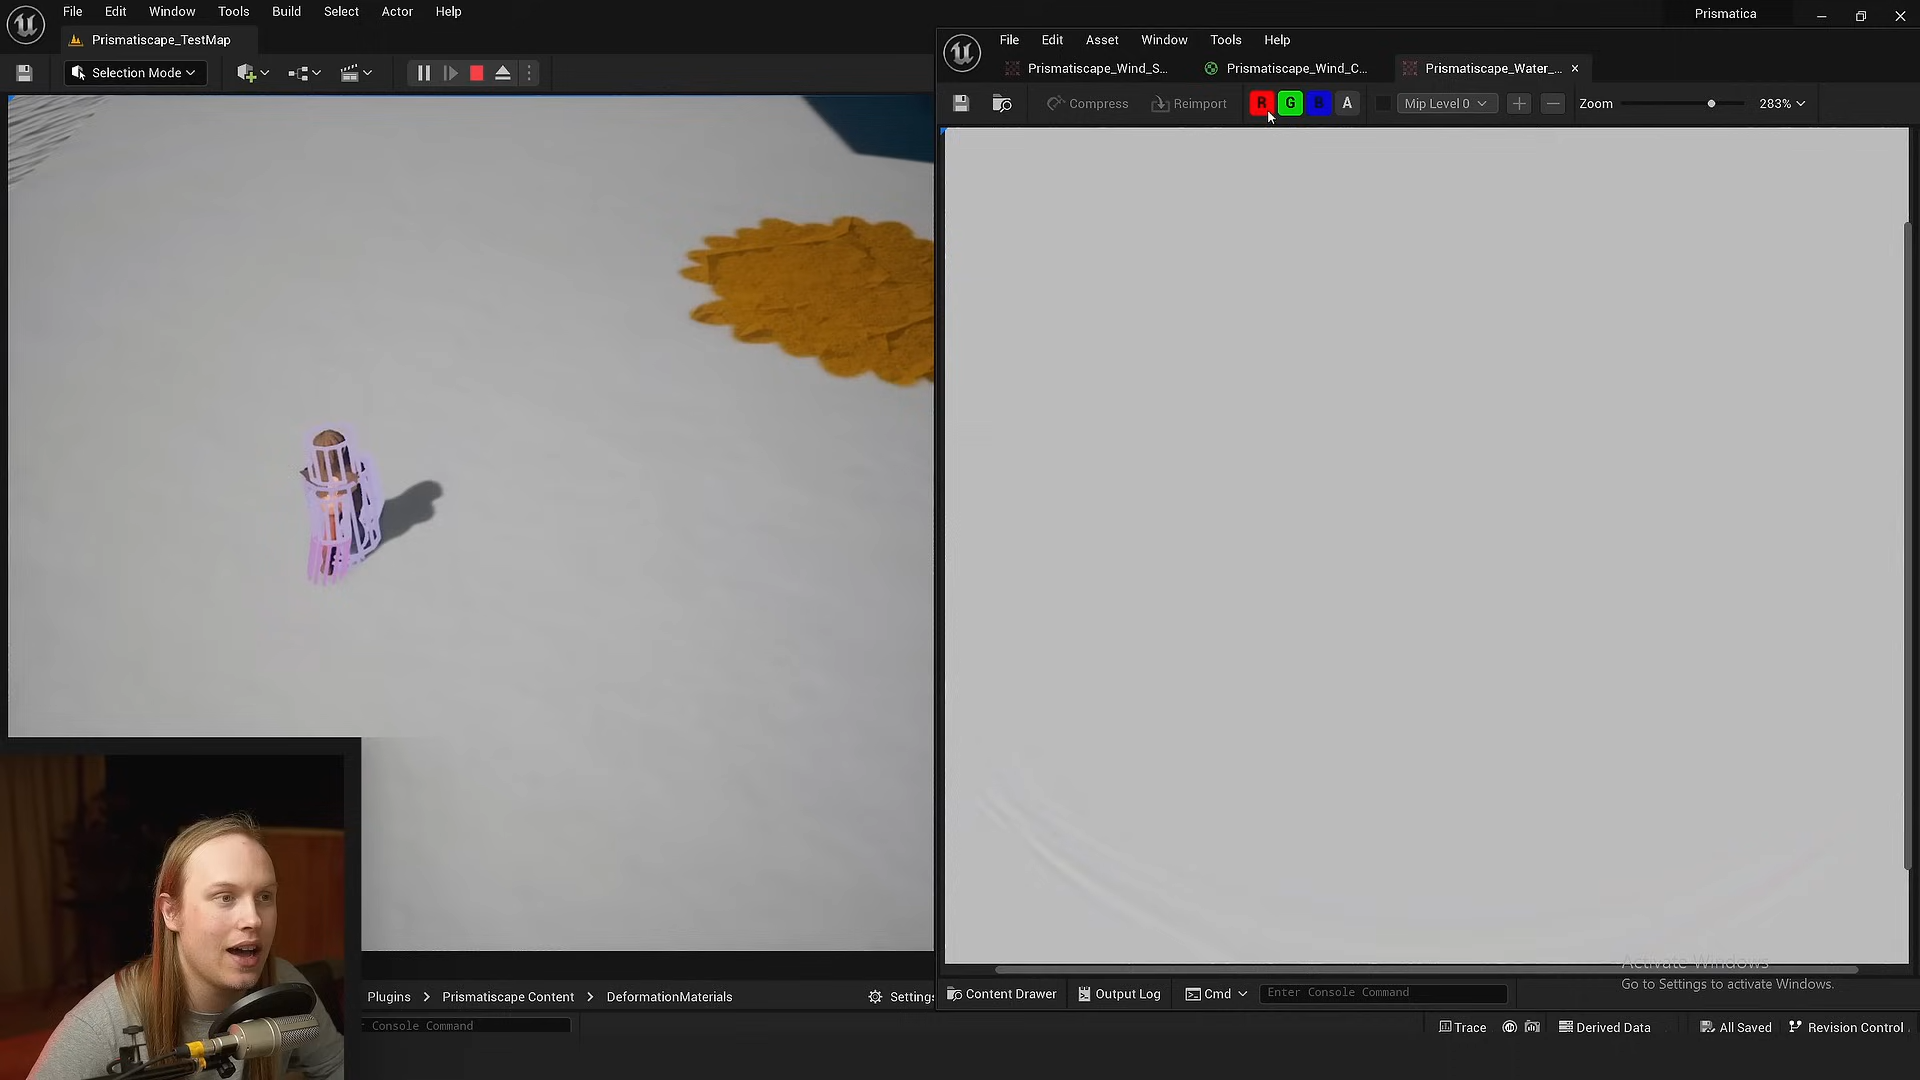 File Edit Window Tools Build Select Actor Help
Prismatica
Prismatiscape_TestMap
Selection Mode
File Edit Asset Window Tools Help
Prismatiscape_Wind_S... Prismatiscape_Wind_C... Prismatiscape_Water_...
Compress Reimport R G B A Mip Level 0 Zoom 283%
Activate Windows
Go to Settings to activate Windows.
Content Drawer Output Log Cmd Enter Console Command
Plugins > Prismatiscape Content > DeformationMaterials Settings
Console Command
Trace Derived Data All Saved Revision Control